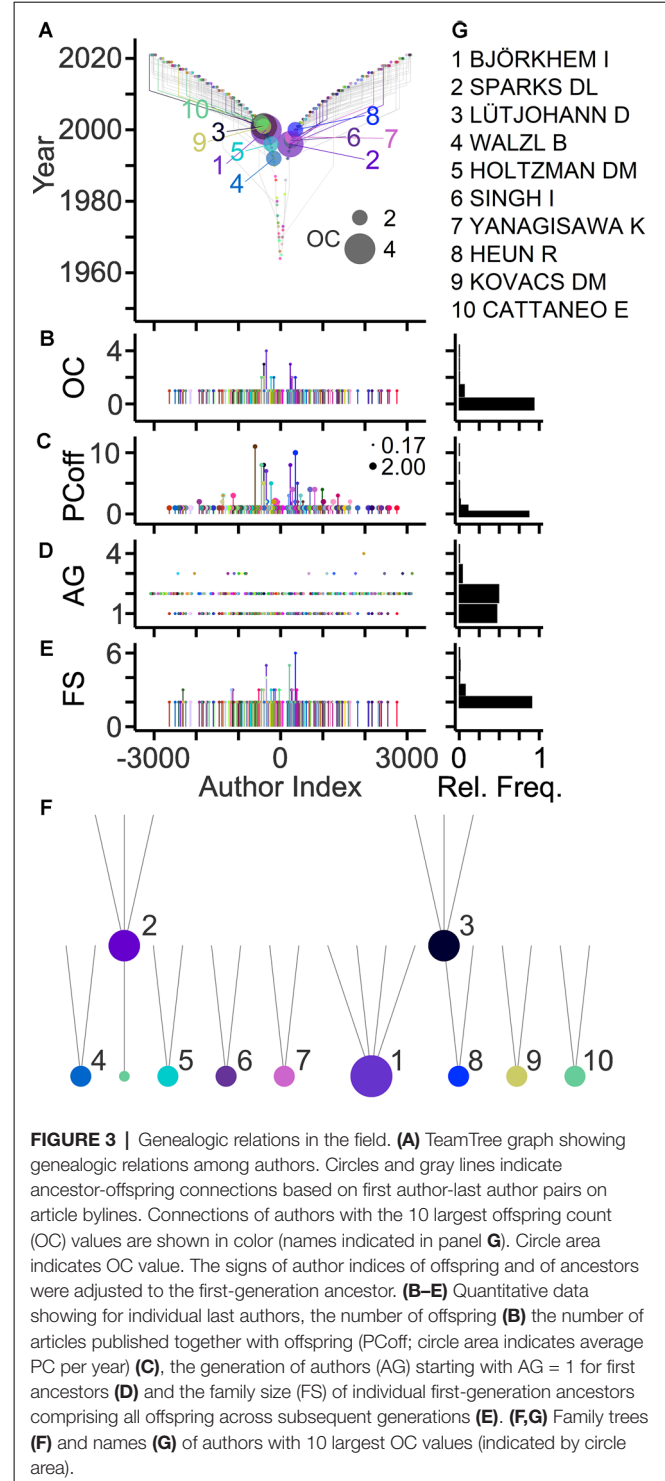 A
G
2020
2000
1980
1960
Year
10
3
9
5
1
4
8
6
7
2
OC
2
4
1 BJÖRKHEM I
2 SPARKS DL
3 LÜTJOHANN D
4 WALZL B
5 HOLTZMAN DM
6 SINGH I
7 YANAGISAWA K
8 HEUN R
9 KOVACS DM
10 CATTANEO E
B
OC
4
0
C
PCoff
10
0
0.17
2.00
D
AG
4
1
E
FS
6
0
-3000 0 3000
Author Index
0 1
Rel. Freq.
F
2
3
4
5
6
7
1
8
9
10
FIGURE 3 | Genealogic relations in the field. (A) TeamTree graph showing
genealogic relations among authors. Circles and gray lines indicate
ancestor-offspring connections based on first author-last author pairs on
article bylines. Connections of authors with the 10 largest offspring count
(OC) values are shown in color (names indicated in panel G). Circle area
indicates OC value. The signs of author indices of offspring and of ancestors
were adjusted to the first-generation ancestor. (B–E) Quantitative data
showing for individual last authors, the number of offspring (B) the number of
articles published together with offspring (PCoff; circle area indicates average
PC per year) (C), the generation of authors (AG) starting with AG = 1 for first
ancestors (D) and the family size (FS) of individual first-generation ancestors
comprising all offspring across subsequent generations (E). (F,G) Family trees
(F) and names (G) of authors with 10 largest OC values (indicated by circle
area).